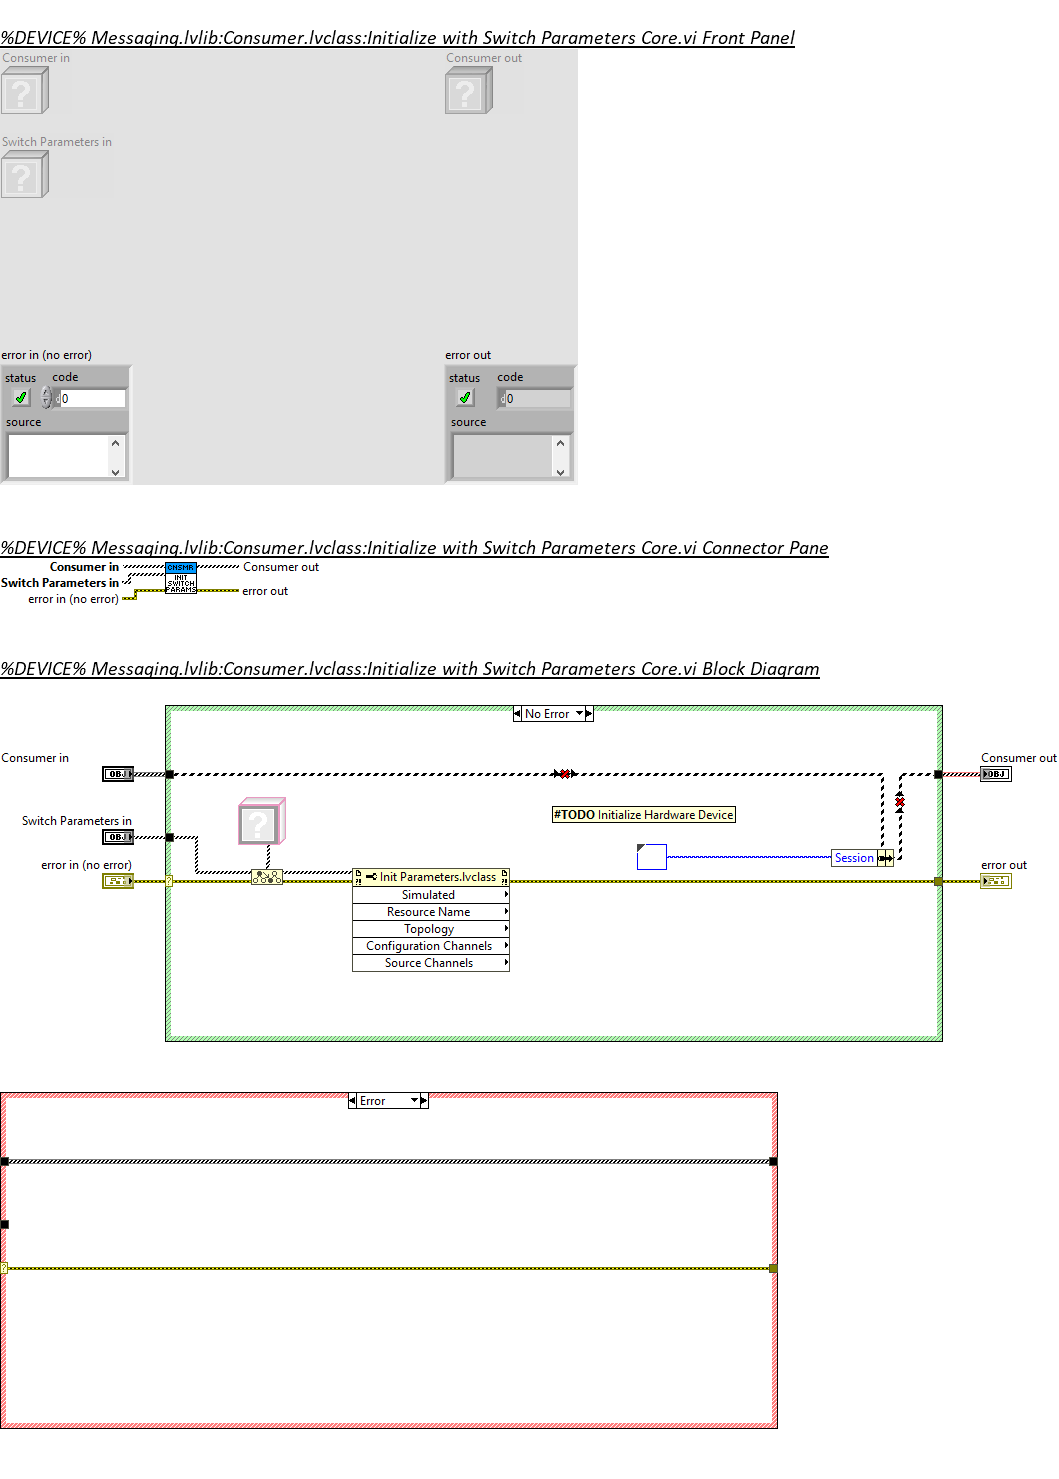 %DEVICE% Messaging.lvlib:Consumer.lvclass:Initialize with Switch Parameters Core.vi Front Panel
Consumer in
Consumer out
Switch Parameters in
error in (no error)
error out
status
code
status
code
d 0
d 0
source
source
%DEVICE% Messaging.lvlib:Consumer.lvclass:Initialize with Switch Parameters Core.vi Connector Pane
Consumer in
CNSMR
Consumer out
Switch Parameters in
INIT
SWITCH
PARAMS
error in (no error)
error out
%DEVICE% Messaging.lvlib:Consumer.lvclass:Initialize with Switch Parameters Core.vi Block Diagram
No Error
Consumer in
Consumer out
OBJ
OBJ
?
#TODO Initialize Hardware Device
Switch Parameters in
OBJ
Session
error in (no error)
error out
?
Init Parameters.lvclass
Simulated
Resource Name
Topology
Configuration Channels
Source Channels
Error
?